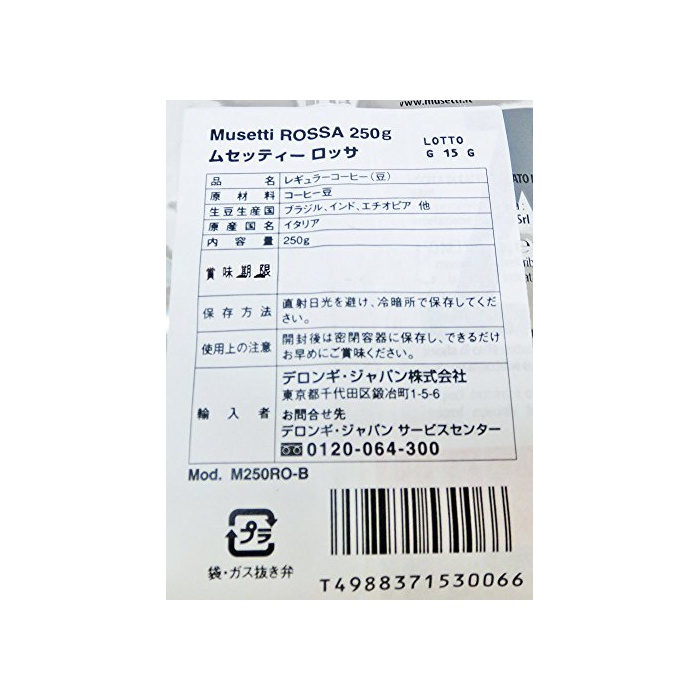 www.musetti.it
Musetti ROSSA 250g
ムセッティー ロッサ
LOTTO
G 15 G
品 名 レギュラーコーヒー(豆)
原 材 料 コーヒー豆
生豆生産国 ブラジル、インド、エチオピア 他
原産国名 イタリア
内 容 量 250g
賞味期限
保存方法 直射日光を避け、冷暗所で保存してくだ
さい。
使用上の注意 開封後は密閉容器に保存し、できるだけ
お早めにご賞味ください。
輸 入 者 デロンギ・ジャパン株式会社
東京都千代田区鍛冶町1-5-6
お問合せ先
デロンギ・ジャパン サービスセンター
0120-064-300
Mod. M250RO-B
プラ
袋・ガス抜き弁
T4988371530066
Srl